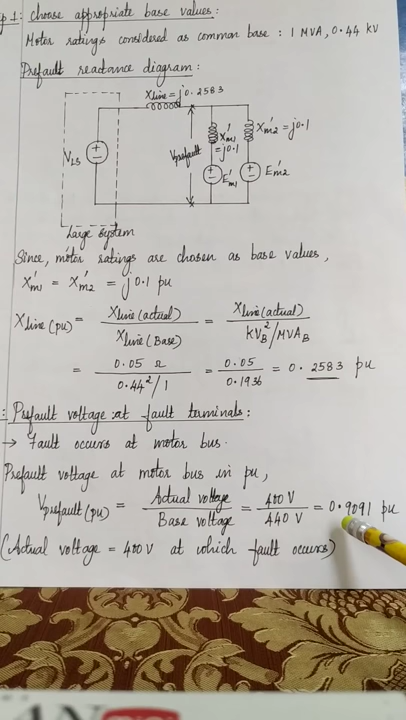 p 1: Choose appropriate base values:
Motor ratings considered as common base : 1 MVA, 0.44 kV
Prefault reactance diagram:
Xline = j0.2583
X'm1 = j0.1
X'm2 = j0.1
Vprefault
VLS
E'm1
E'm2
Large system
Since, motor ratings are chosen as base values,
X'm1 = X'm2 = j0.1 pu
Xline (pu) = Xline (actual) / Xline (Base) = Xline (actual) / kVB² / MVAB
= 0.05 Ω / 0.44² / 1 = 0.05 / 0.1936 = 0.2583 pu
: Prefault voltage at fault terminals:
→ Fault occurs at motor bus.
Prefault voltage at motor bus in pu,
Vprefault (pu) = Actual voltage / Base voltage = 400 V / 440 V = 0.9091 pu
(Actual voltage = 400V at which fault occurs)